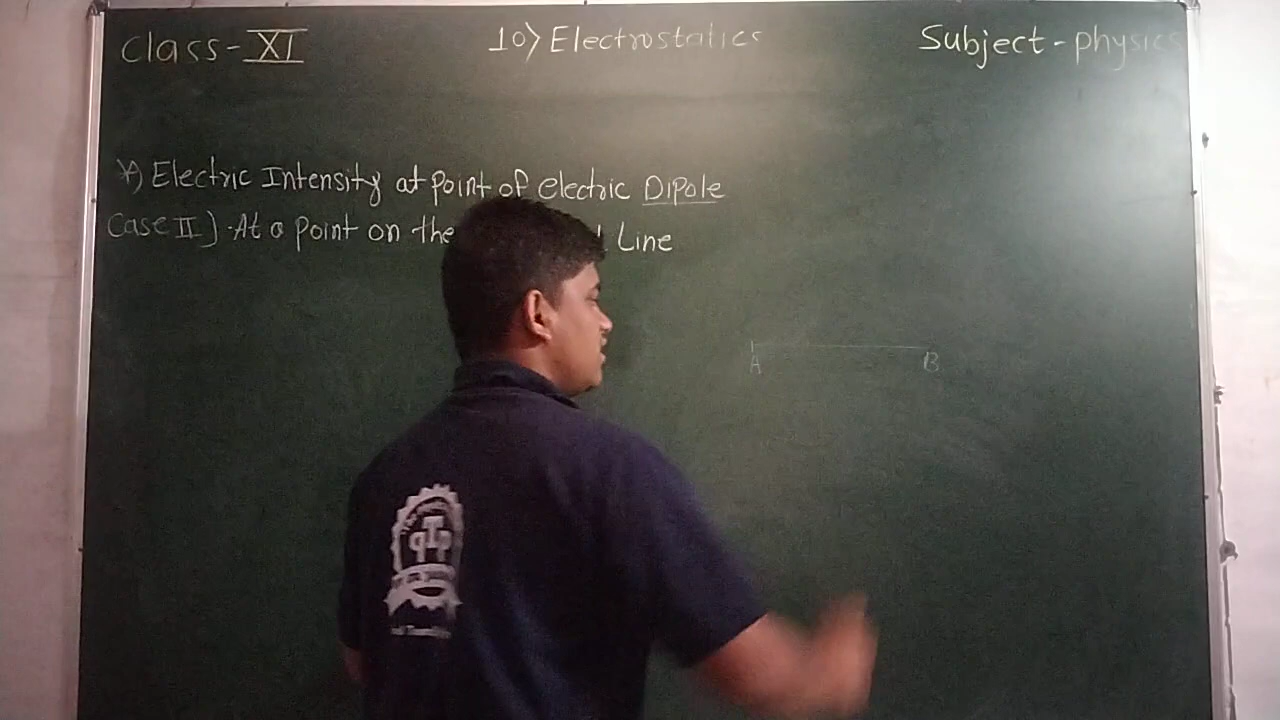 Class-XI
10) Electrostatics
Subject-physics
*) Electric Intensity at point of electric Dipole
Case II) At a point on the Line
A B